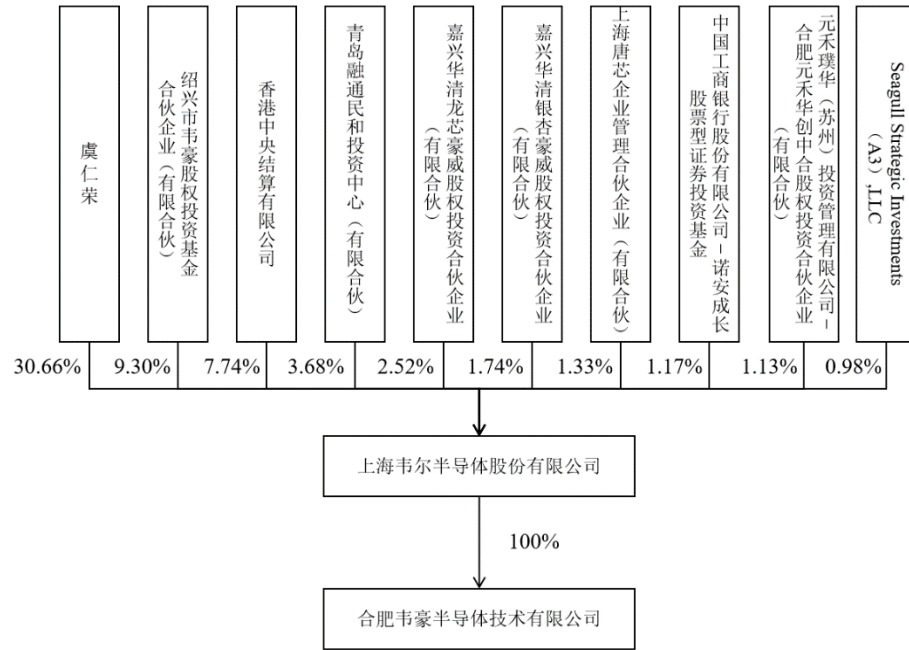 虞仁荣
绍兴市韦豪股权投资基金
合伙企业（有限合伙）
香港中央结算有限公司
青岛融通民和投资中心（有限合伙）
嘉兴华清龙芯豪威股权投资合伙企业
（有限合伙）
嘉兴华清银杏豪威股权投资合伙企业
（有限合伙）
上海唐芯企业管理合伙企业（有限合伙）
中国工商银行股份有限公司－诺安成长
股票型证券投资基金
元禾璞华（苏州）投资管理有限公司－
合肥元禾华创中合股权投资合伙企业
（有限合伙）
Seagull Strategic Investments
（A3）,LLC
30.66%
9.30%
7.74%
3.68%
2.52%
1.74%
1.33%
1.17%
1.13%
0.98%
上海韦尔半导体股份有限公司
100%
合肥韦豪半导体技术有限公司